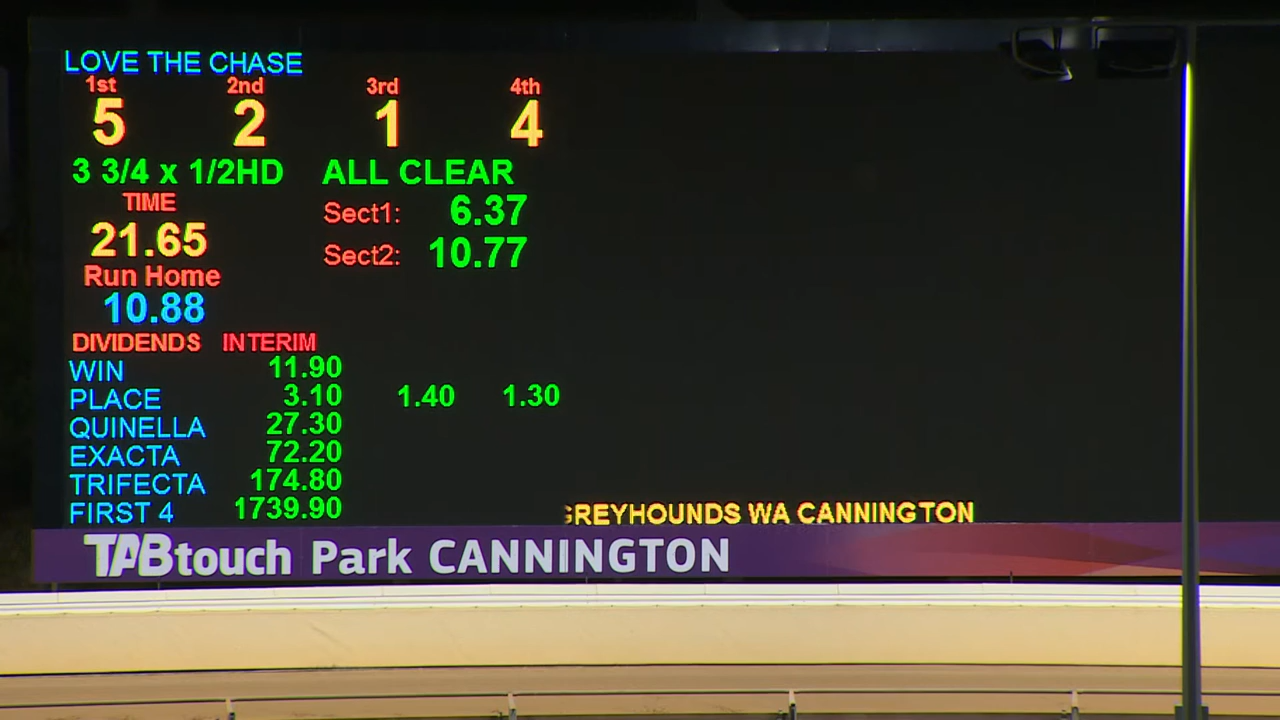 LOVE THE CHASE
1st 2nd 3rd 4th
5 2 1 4
3 3/4 x 1/2HD ALL CLEAR
TIME
21.65
Sect1: 6.37
Sect2: 10.77
Run Home
10.88
DIVIDENDS INTERIM
WIN 11.90
PLACE 3.10 1.40 1.30
QUINELLA 27.30
EXACTA 72.20
TRIFECTA 174.80
FIRST 4 1739.90
GREYHOUNDS WA CANNINGTON
TABtouch Park CANNINGTON